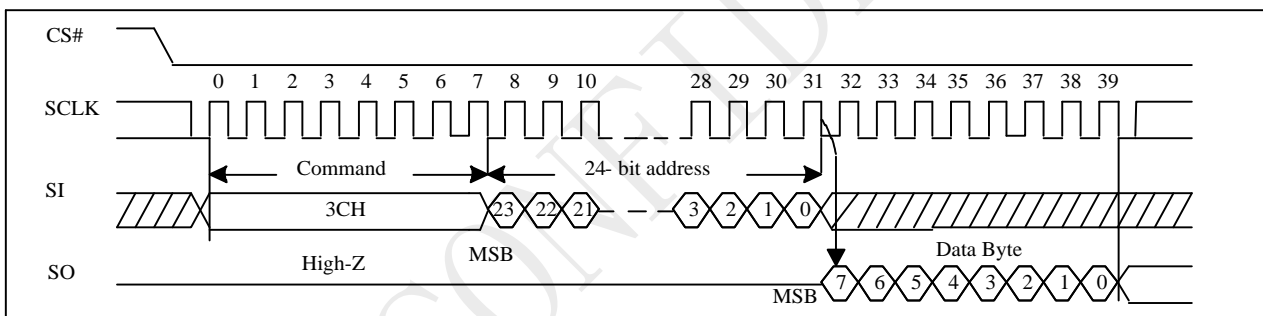 CS#
0 1 2 3 4 5 6 7 8 9 10 28 29 30 31 32 33 34 35 36 37 38 39
SCLK
Command 24- bit address
SI
3CH 23 22 21 3 2 1 0
High-Z MSB Data Byte
SO
MSB 7 6 5 4 3 2 1 0